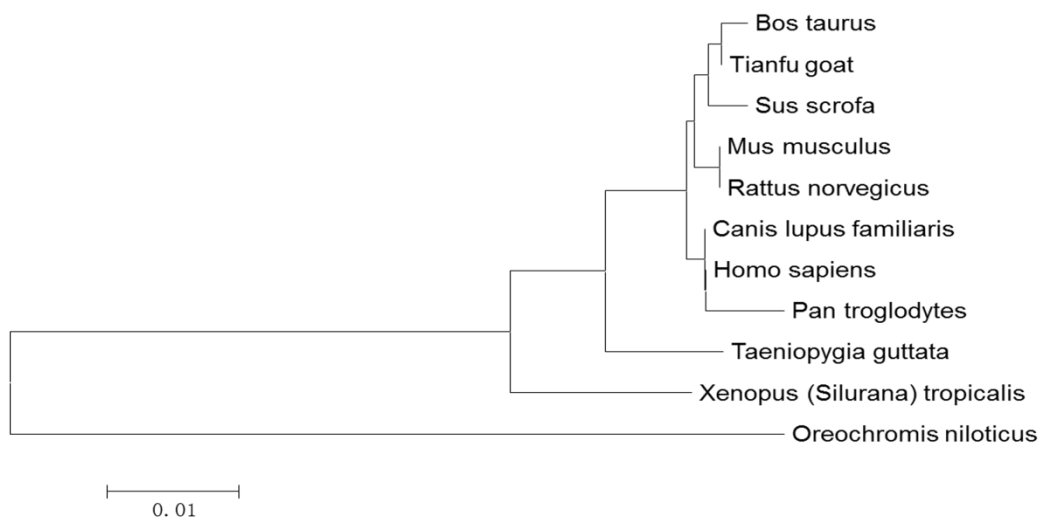 Bos taurus
Tianfu goat
Sus scrofa
Mus musculus
Rattus norvegicus
Canis lupus familiaris
Homo sapiens
Pan troglodytes
Taeniopygia guttata
Xenopus (Silurana) tropicalis
Oreochromis niloticus
0.01